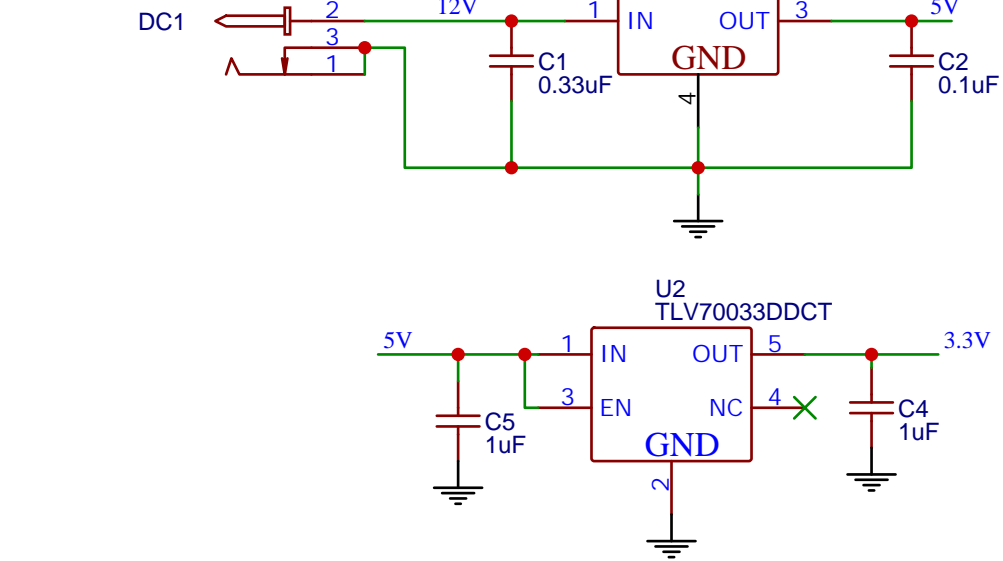 DC1
2
12V
1
IN
OUT
3
5V
3
1
GND
C1
0.33uF
C2
0.1uF
4
U2
TLV70033DDCT
5V
1
IN
OUT
5
3.3V
3
EN
NC
4
C5
1uF
C4
1uF
GND
2